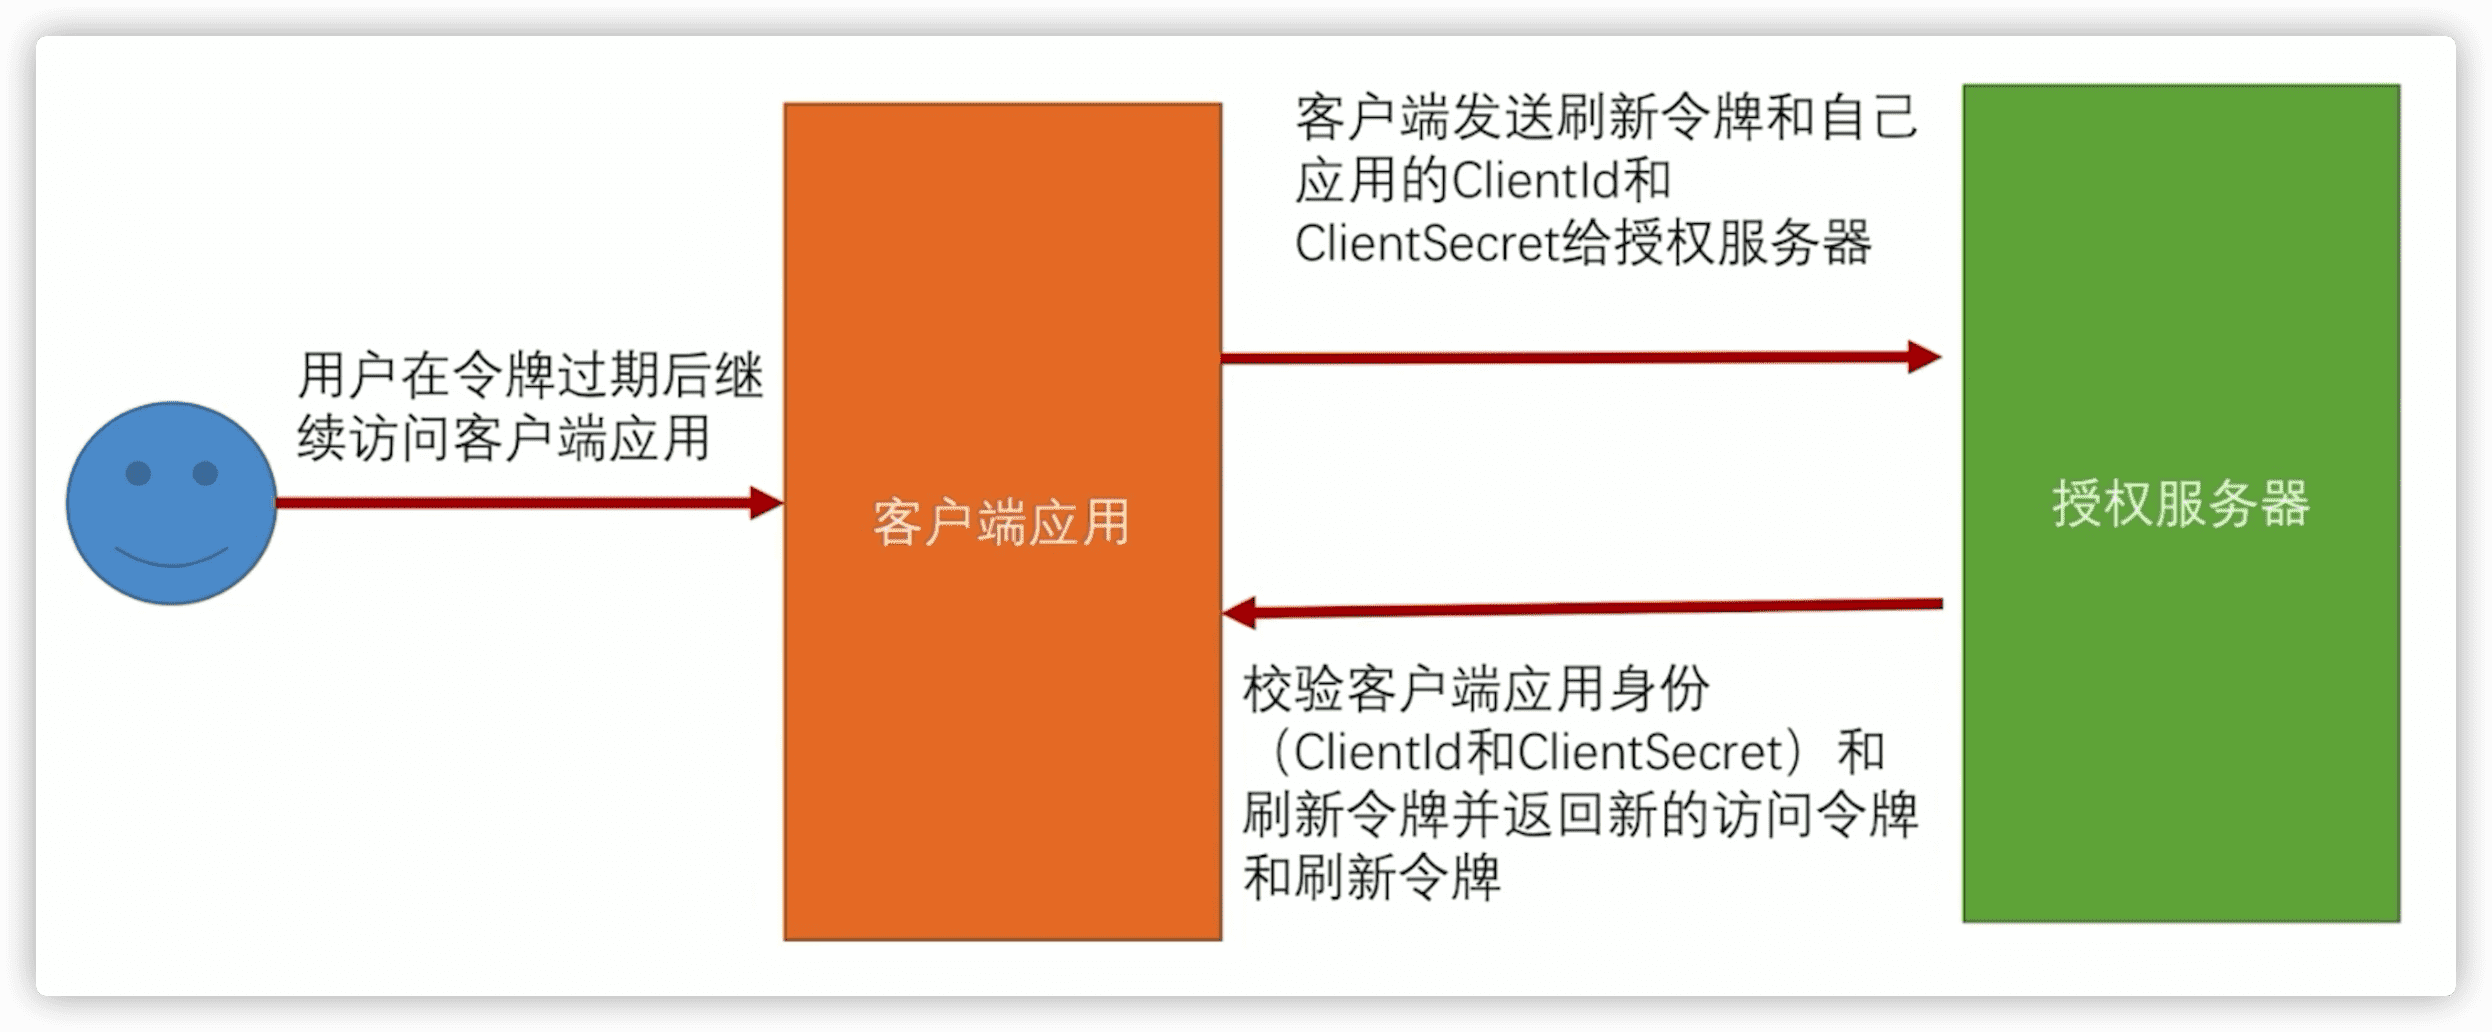 用户在令牌过期后继
续访问客户端应用
客户端应用
客户端发送刷新令牌和自己
应用的ClientId和
ClientSecret给授权服务器
校验客户端应用身份
（ClientId和ClientSecret）和
刷新令牌并返回新的访问令牌
和刷新令牌
授权服务器